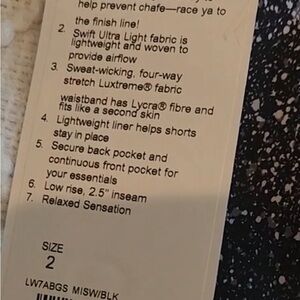 help prevent chafe—race ya to
the finish line!
2. Swift Ultra Light fabric is
lightweight and woven to
provide airflow
3. Sweat-wicking, four-way
stretch Luxtreme® fabric
waistband has Lycra® fibre and
fits like a second skin
4. Lightweight liner helps shorts
stay in place
5. Secure back pocket and
continuous front pocket for
your essentials
6. Low rise, 2.5" inseam
7. Relaxed Sensation
SIZE
2
LW7ABGS MISW/BLK